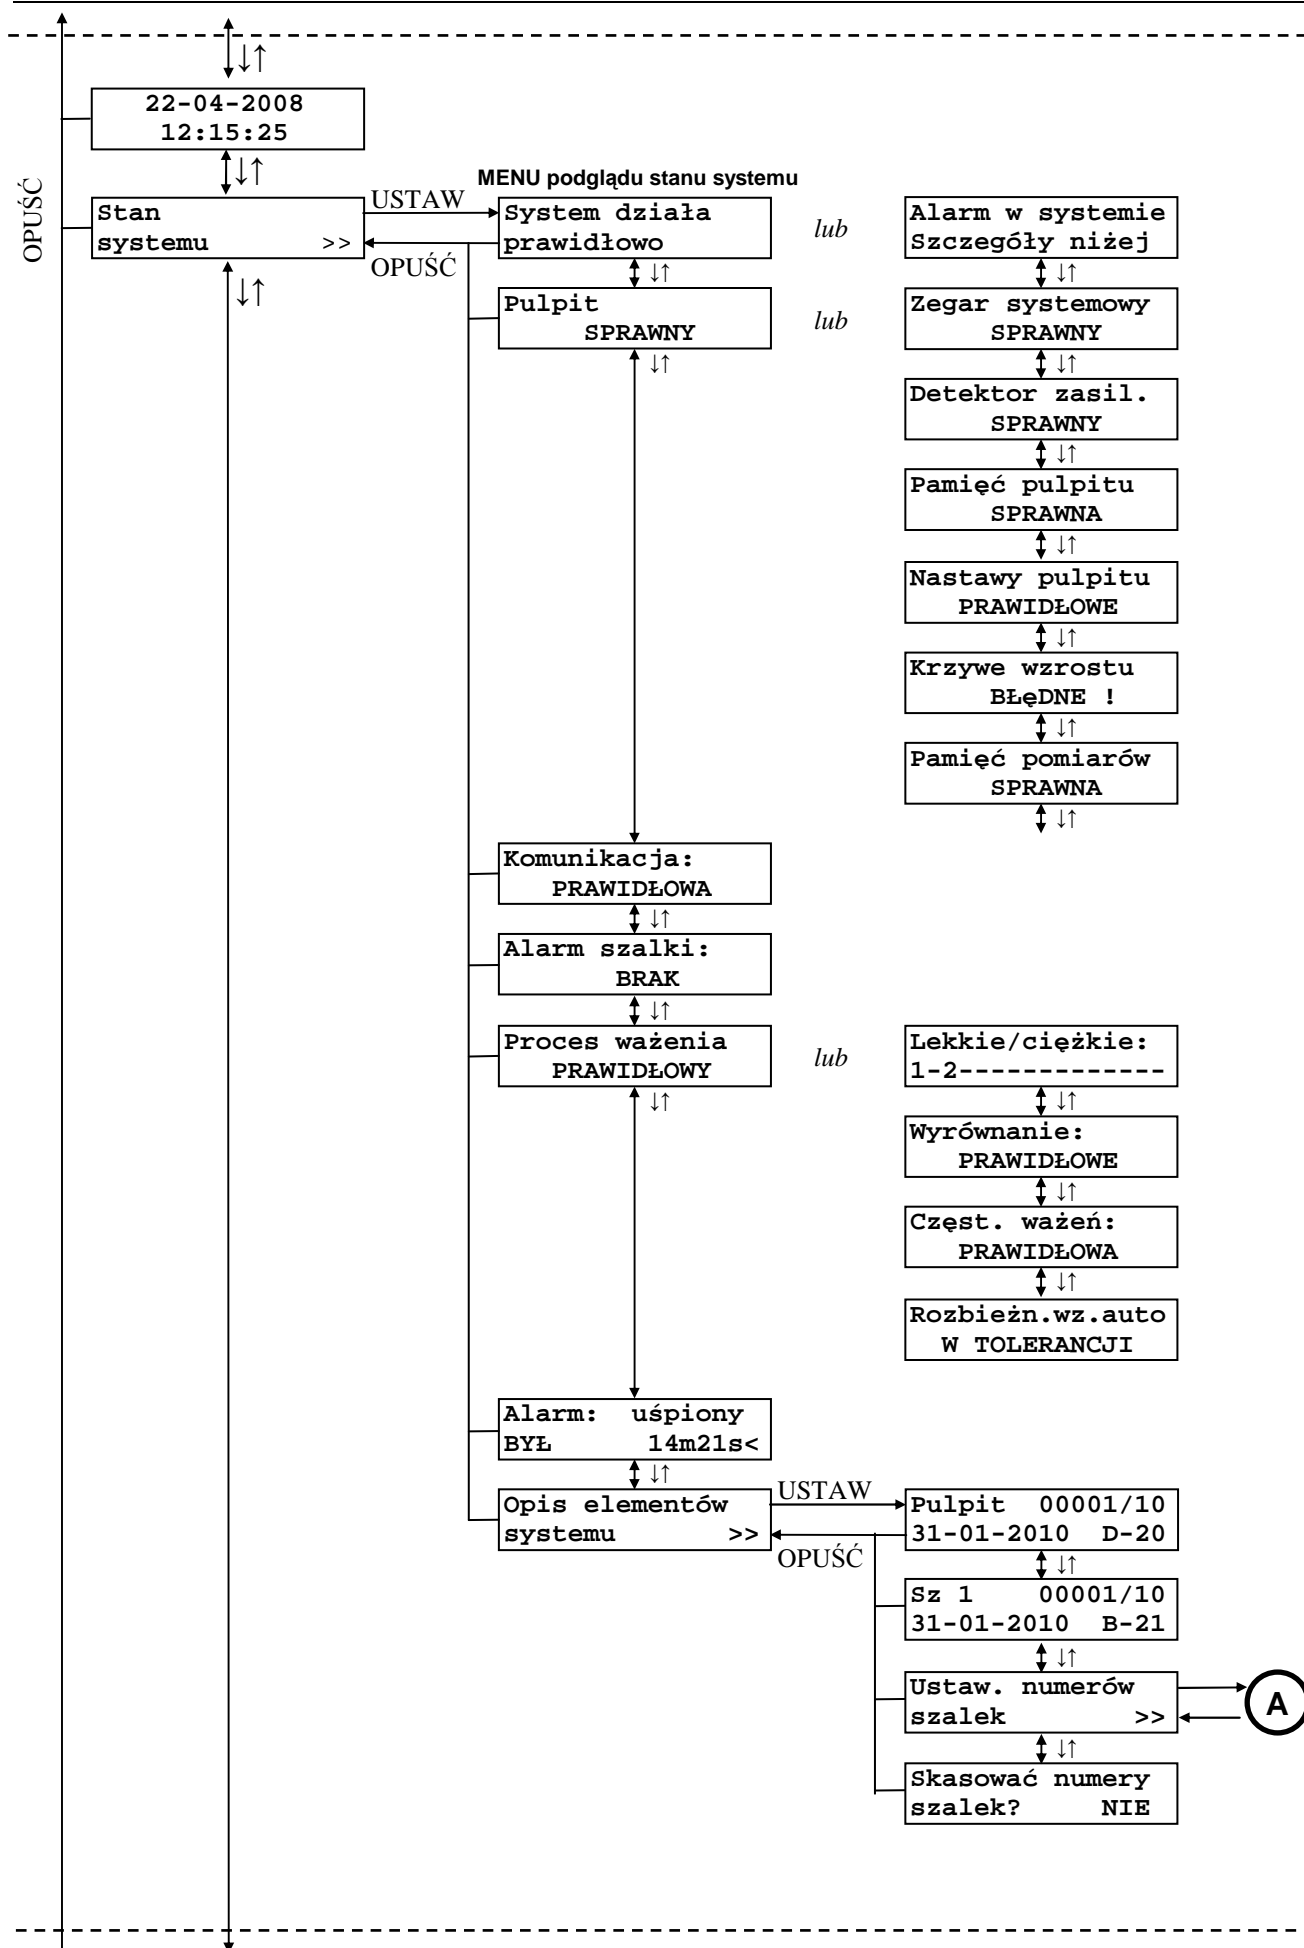 ↓↑
22-04-2008
12:15:25
↓↑
OPUŚĆ
MENU podglądu stanu systemu
Stan
systemu >>
USTAW
OPUŚĆ
↓↑
System działa
prawidłowo
lub
Alarm w systemie
Szczegóły niżej
↓↑
↓↑
Pulpit
SPRAWNY
lub
Zegar systemowy
SPRAWNY
↓↑
↓↑
Detektor zasil.
SPRAWNY
↓↑
Pamięć pulpitu
SPRAWNA
↓↑
Nastawy pulpitu
PRAWIDŁOWE
↓↑
Krzywe wzrostu
BŁęDNE !
↓↑
Pamięć pomiarów
SPRAWNA
↓↑
Komunikacja:
PRAWIDŁOWA
↓↑
Alarm szalki:
BRAK
↓↑
Proces ważenia
PRAWIDŁOWY
lub
Lekkie/ciężkie:
1-2-------------
↓↑
↓↑
Wyrównanie:
PRAWIDŁOWE
↓↑
Częst. ważeń:
PRAWIDŁOWA
↓↑
Rozbieżn.wz.auto
W TOLERANCJI
Alarm: uśpiony
BYŁ 14m21s<
↓↑
Opis elementów
systemu >>
USTAW
OPUŚĆ
Pulpit 00001/10
31-01-2010 D-20
↓↑
Sz 1 00001/10
31-01-2010 B-21
↓↑
Ustaw. numerów
szalek >>
A
↓↑
Skasować numery
szalek? NIE